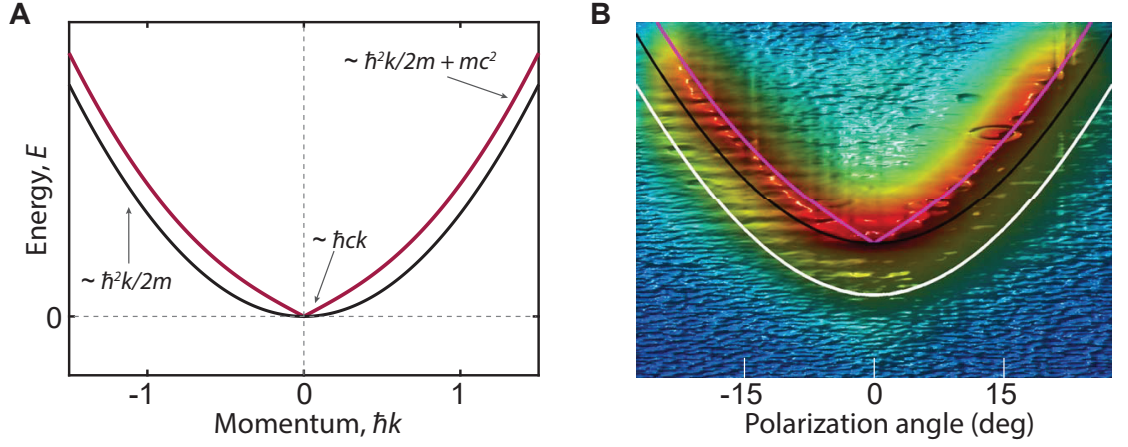 A
~ ħ²k/2m + mc²
~ ħck
~ ħ²k/2m
Energy, E
0
-1
0
1
Momentum, ħk
B
-15
0
15
Polarization angle (deg)